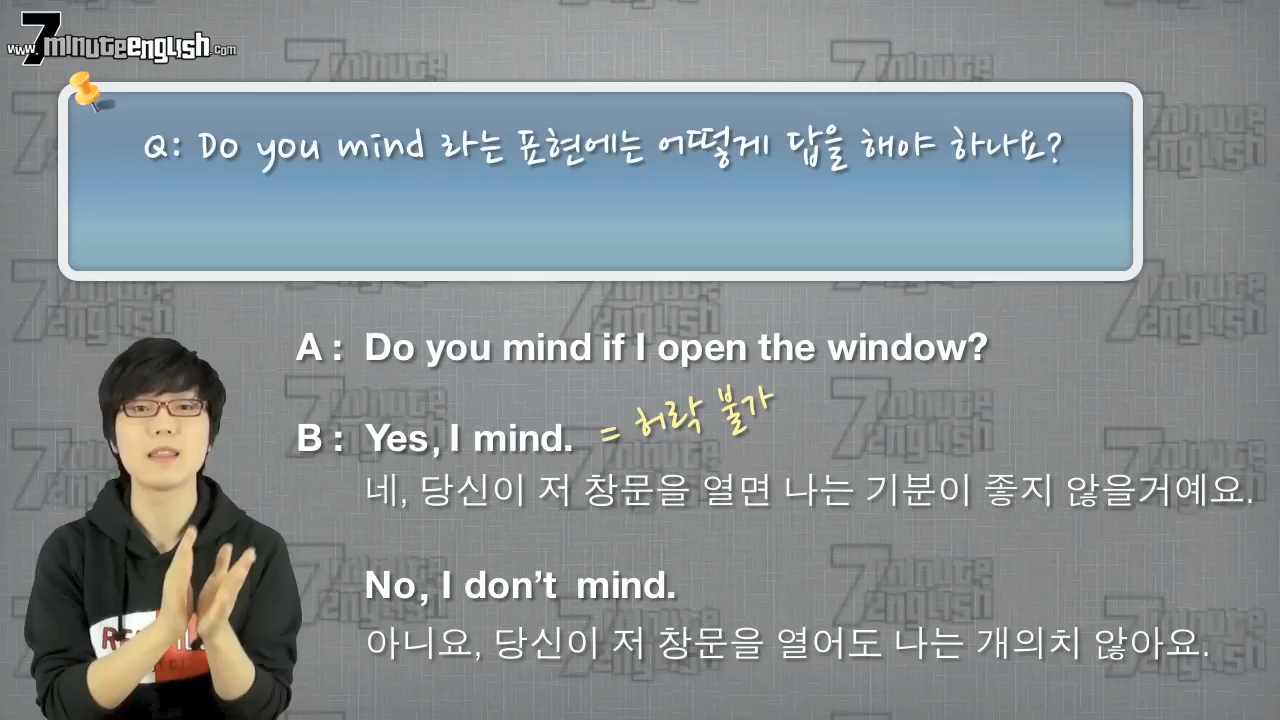 www.7minuteenglish.com
Q: Do you mind 라는 표현에는 어떻게 답을 해야 하나요?
A : Do you mind if I open the window?
= 허락 불가
B : Yes, I mind.
네, 당신이 저 창문을 열면 나는 기분이 좋지 않을거예요.
No, I don’t mind.
아니요, 당신이 저 창문을 열어도 나는 개의치 않아요.